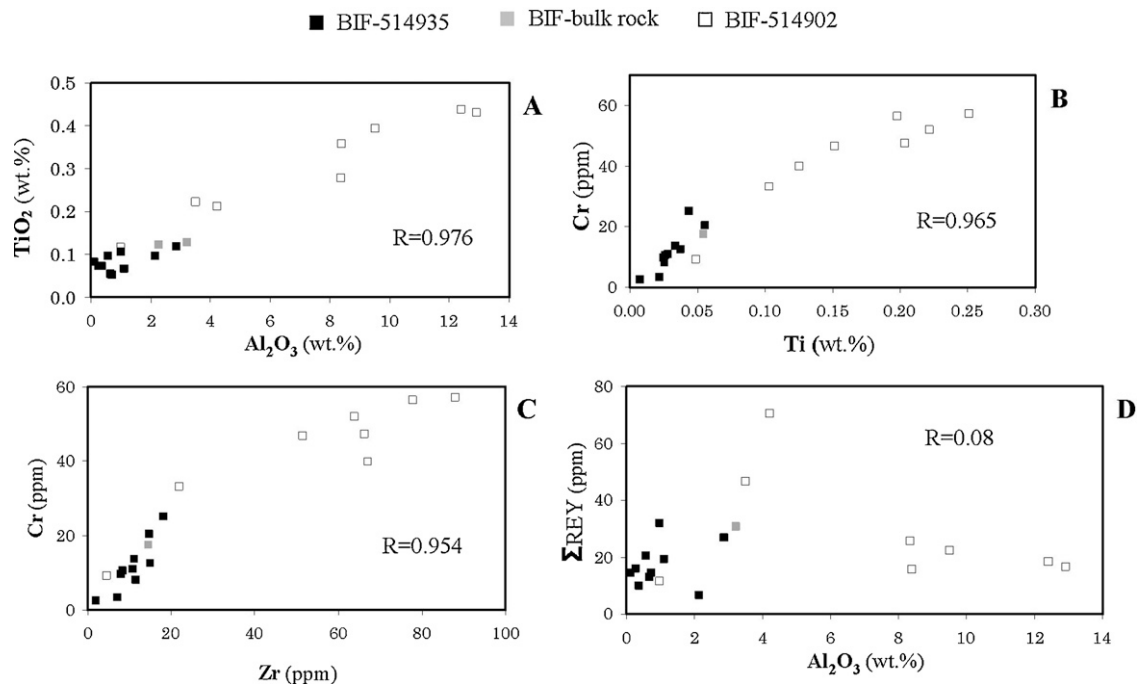 BIF-514935 BIF-bulk rock BIF-514902
A
TiO₂ (wt.%)
0.5
0.4
0.3
0.2
0.1
0.0
R=0.976
0 2 4 6 8 10 12 14
Al₂O₃ (wt.%)
B
Cr (ppm)
60
40
20
0
R=0.965
0.00 0.05 0.10 0.15 0.20 0.25 0.30
Ti (wt.%)
C
Cr (ppm)
60
40
20
0
R=0.954
0 20 40 60 80 100
Zr (ppm)
D
ΣREY (ppm)
80
60
40
20
0
R=0.08
0 2 4 6 8 10 12 14
Al₂O₃ (wt.%)